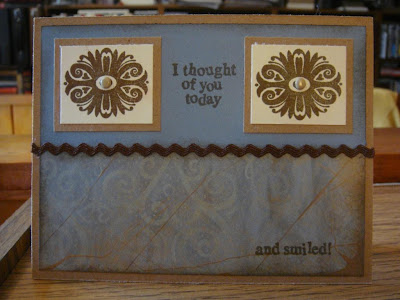 I thought
of you
today
and smiled!